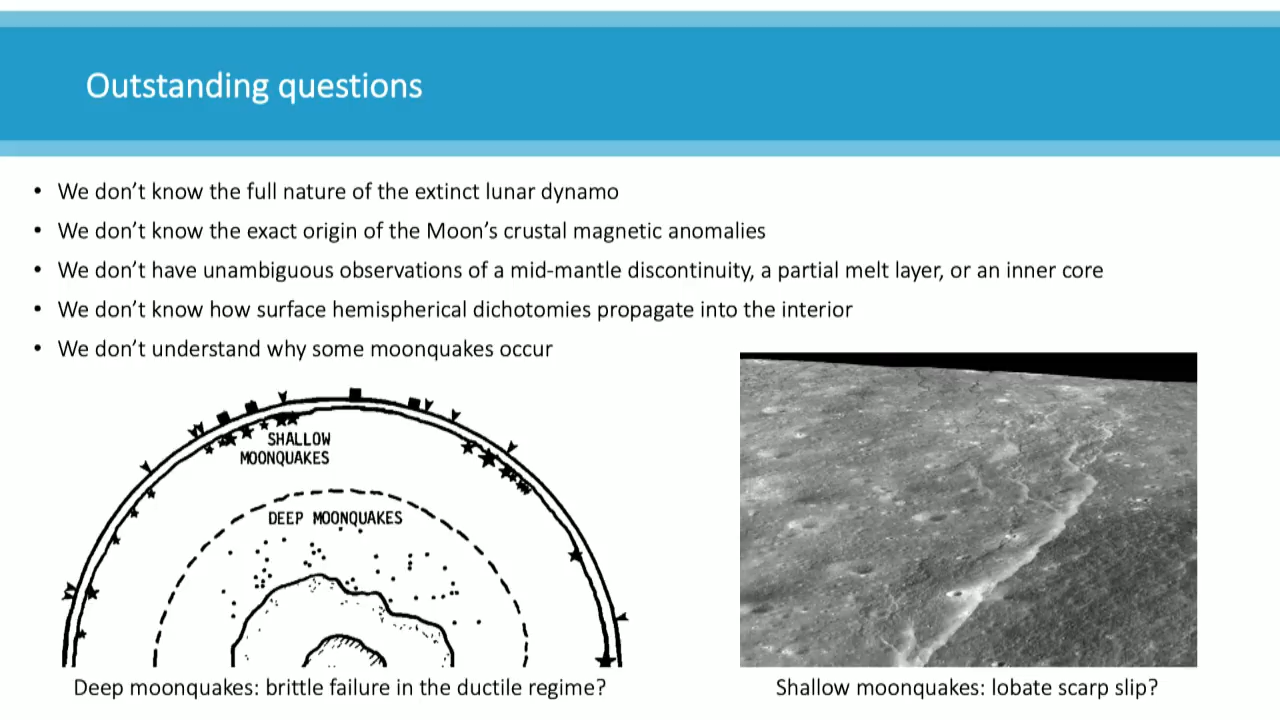 Outstanding questions
• We don't know the full nature of the extinct lunar dynamo
• We don't know the exact origin of the Moon's crustal magnetic anomalies
• We don't have unambiguous observations of a mid-mantle discontinuity, a partial melt layer, or an inner core
• We don't know how surface hemispherical dichotomies propagate into the interior
• We don't understand why some moonquakes occur
SHALLOW
MOONQUAKES
DEEP MOONQUAKES
Deep moonquakes: brittle failure in the ductile regime?
Shallow moonquakes: lobate scarp slip?